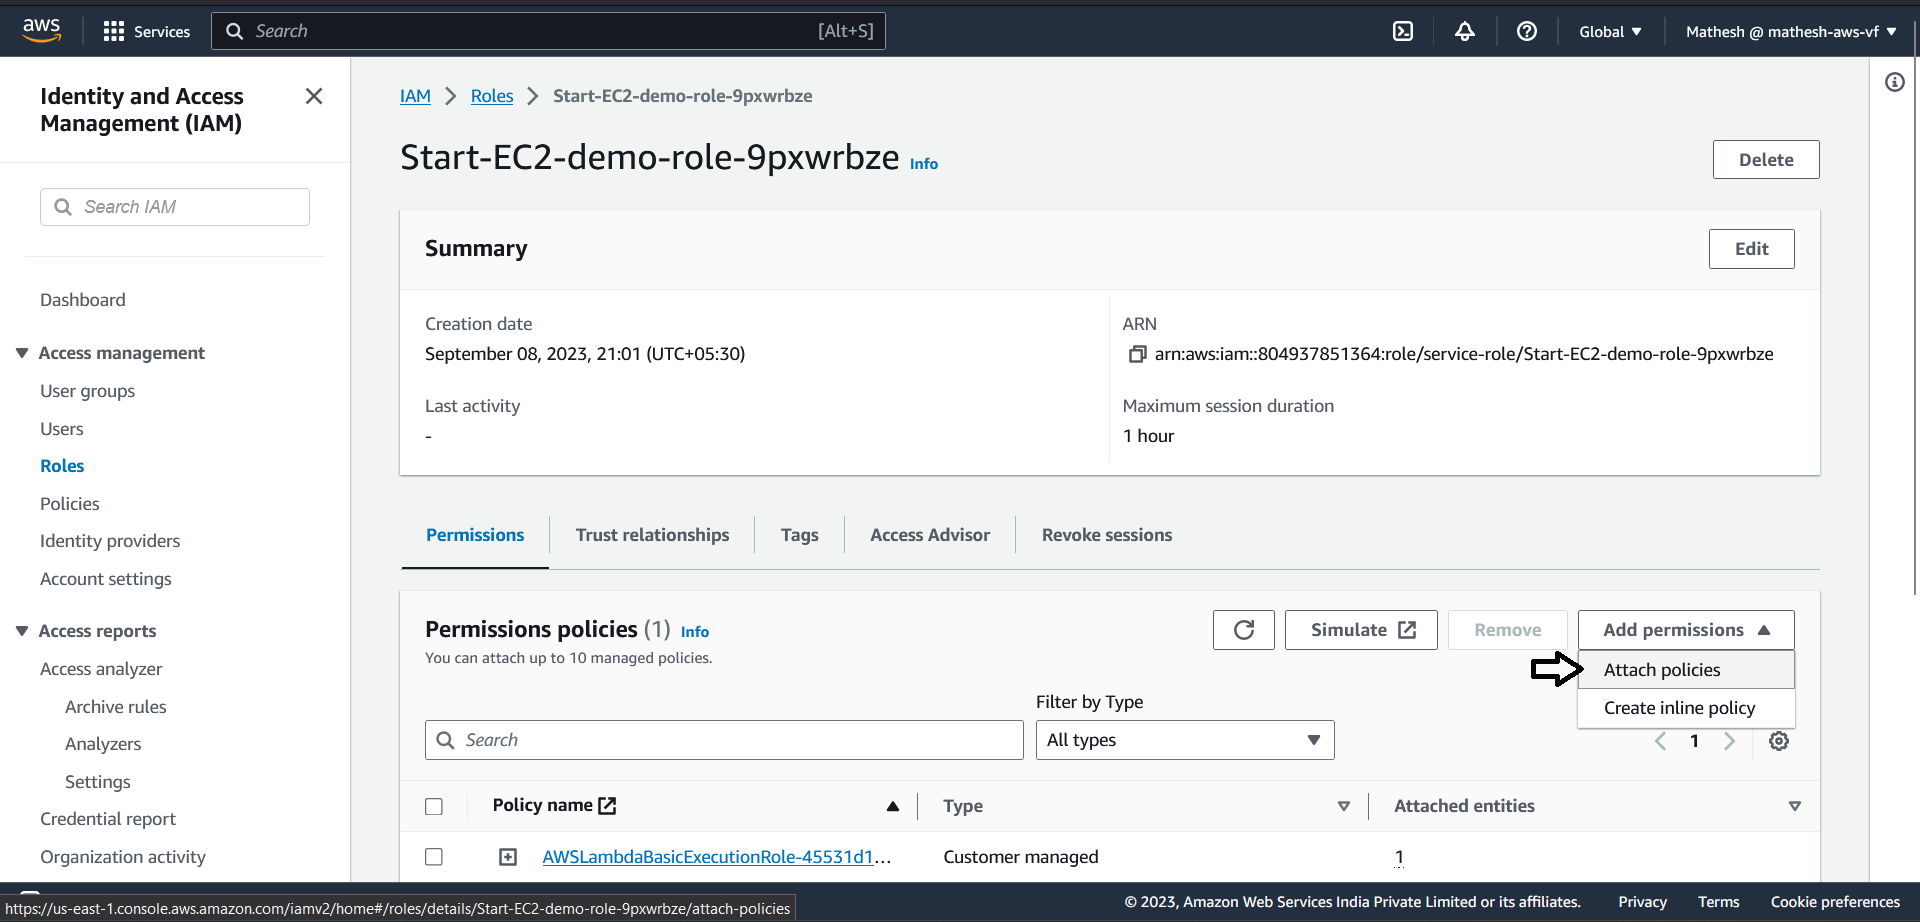 aws
Services
Search
[Alt+S]
Global
Mathesh @ mathesh-aws-vf
Identity and Access
Management (IAM)
Search IAM
Dashboard
Access management
User groups
Users
Roles
Policies
Identity providers
Account settings
Access reports
Access analyzer
Archive rules
Analyzers
Settings
Credential report
Organization activity
IAM
Roles
Start-EC2-demo-role-9pxwrbze
Start-EC2-demo-role-9pxwrbze Info
Delete
Summary
Edit
Creation date
September 08, 2023, 21:01 (UTC+05:30)
ARN
arn:aws:iam::804937851364:role/service-role/Start-EC2-demo-role-9pxwrbze
Last activity
-
Maximum session duration
1 hour
Permissions
Trust relationships
Tags
Access Advisor
Revoke sessions
Permissions policies (1) Info
You can attach up to 10 managed policies.
Simulate
Remove
Add permissions
Attach policies
Create inline policy
Filter by Type
Search
All types
1
Policy name
Type
Attached entities
AWSLambdaBasicExecutionRole-45531d1...
Customer managed
1
https://us-east-1.console.aws.amazon.com/iamv2/home#/roles/details/Start-EC2-demo-role-9pxwrbze/attach-policies
© 2023, Amazon Web Services India Private Limited or its affiliates.
Privacy
Terms
Cookie preferences